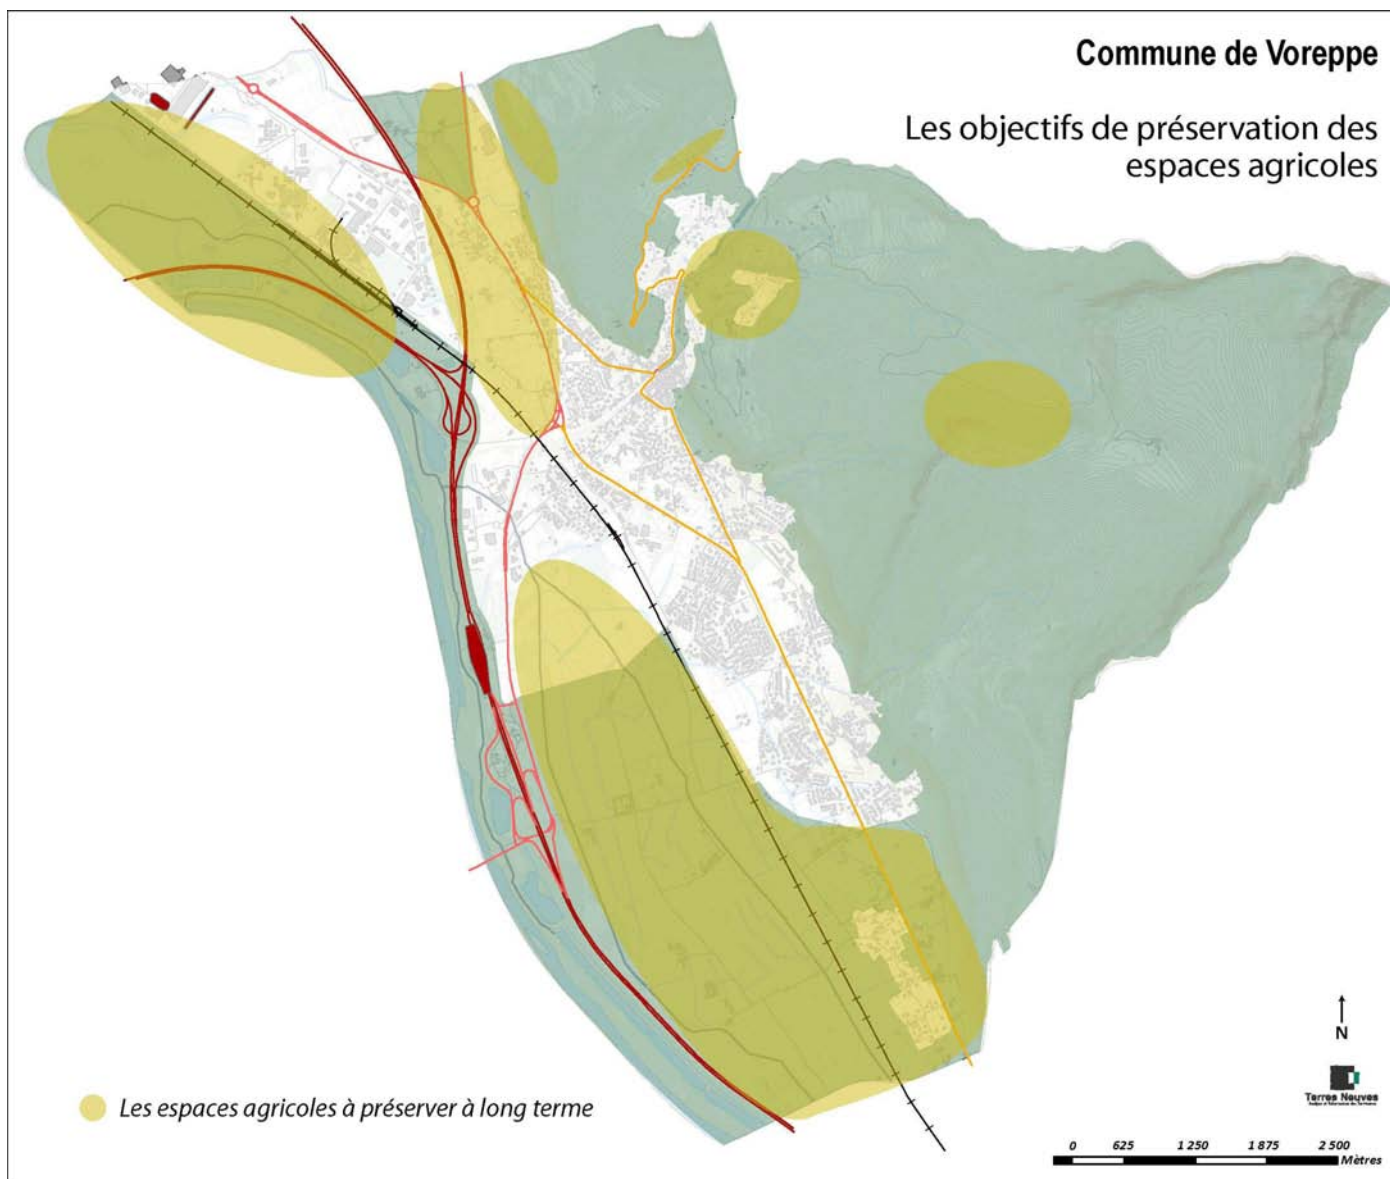 Commune de Voreppe
Les objectifs de préservation des
espaces agricoles
N
Terres Neuves
Les espaces agricoles à préserver à long terme
0 625 1 250 1 875 2 500
Mètres